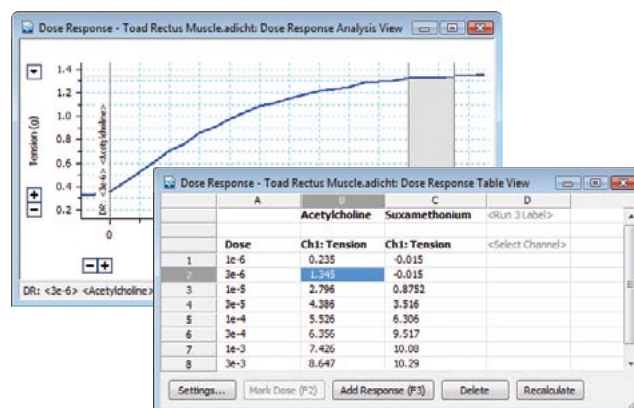 Dose Response - Toad Rectus Muscle.adicht: Dose Response Analysis View
1.4
1.2
1.0
0.8
0.6
0.4
0.2
Tension (g)
DR: <3e-6> <Acetylcholine>
0
DR: <3e-6> <Acetylcholine>
Dose Response - Toad Rectus Muscle.adicht: Dose Response Table View
A B C D
Acetylcholine Suxamethonium <Run 3 Label>
Dose Ch1: Tension Ch1: Tension <Select Channel>
1 1e-6 0.235 -0.015
2 3e-6 1.345 -0.015
3 1e-5 2.796 0.8752
4 3e-5 4.386 3.516
5 1e-4 5.526 6.306
6 3e-4 6.356 9.517
7 1e-3 7.426 10.08
8 3e-3 8.647 10.29
Settings... Mark Dose (F2) Add Response (F3) Delete Recalculate